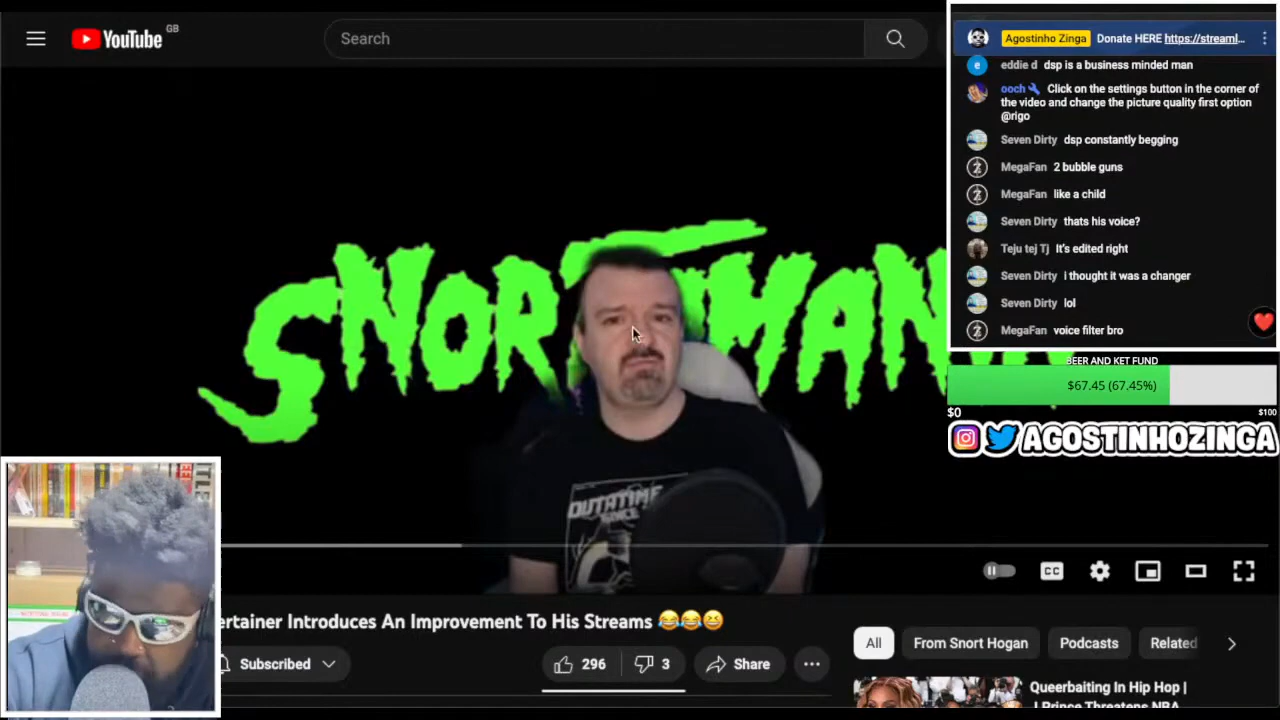 YouTube GB
Search
SNORTMAN
OUTATIME
ertainer Introduces An Improvement To His Streams 😂😂😆
Subscribed
296
3
Share
All
From Snort Hogan
Podcasts
Related
Queerbaiting In Hip Hop |
CC
Agostinho Zinga Donate HERE https://streaml...
eddie d dsp is a business minded man
ooch Click on the settings button in the corner of
the video and change the picture quality first option
@rigo
Seven Dirty dsp constantly begging
MegaFan 2 bubble guns
MegaFan like a child
Seven Dirty thats his voice?
Teju tej Tj It's edited right
Seven Dirty i thought it was a changer
Seven Dirty lol
MegaFan voice filter bro
BEER AND KET FUND
$67.45 (67.45%)
$0 $100
AGOSTINHOZINGA